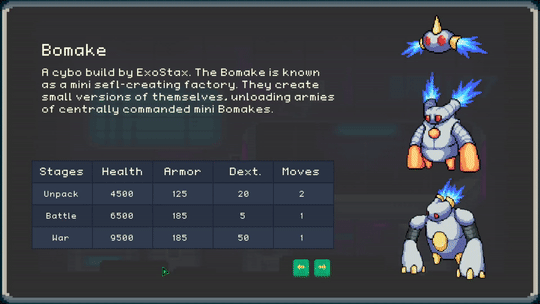 Bomake
A cybo build by ExoStax. The Bomake is known
as a mini sefl-creating factory. They create
small versions of themselves, unloading armies
of centrally commanded mini Bomakes.
Stages Health Armor Dext. Moves
Unpack 4500 125 20 2
Battle 6500 185 5 1
War 9500 185 50 1